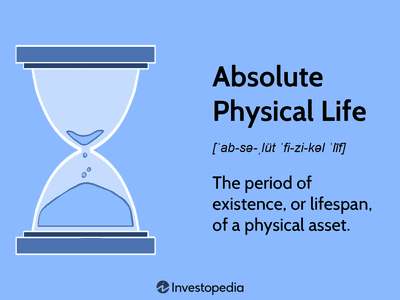 Absolute
Physical Life
[ˈab-sə-ˌlüt ˈfi-zi-kəl ˈlīf]
The period of
existence, or lifespan,
of a physical asset.
Investopedia